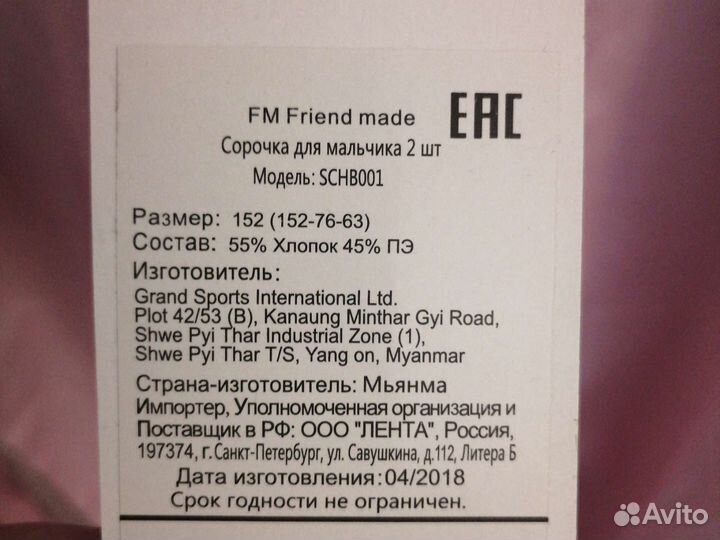 FM Friend made
EAC
Сорочка для мальчика 2 шт
Модель: SCHB001
Размер: 152 (152-76-63)
Состав: 55% Хлопок 45% ПЭ
Изготовитель:
Grand Sports International Ltd.
Plot 42/53 (B), Kanaung Minthar Gyi Road,
Shwe Pyi Thar Industrial Zone (1),
Shwe Pyi Thar T/S, Yang on, Myanmar
Страна-изготовитель: Мьянма
Импортер, Уполномоченная организация и
Поставщик в РФ: ООО "ЛЕНТА", Россия,
197374, г.Санкт-Петербург, ул. Савушкина, д.112, Литера Б
Дата изготовления:04/2018
Срок годности не ограничен.
Avito